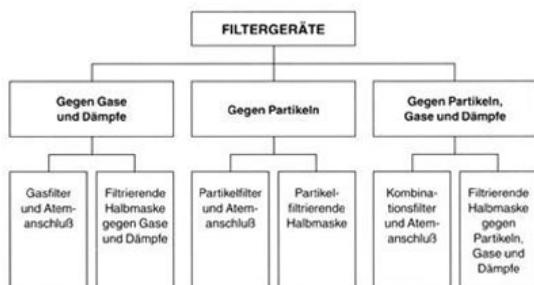 FILTERGERÄTE
Gegen Gase
und Dämpfe
Gegen Partikeln
Gegen Partikeln,
Gase und Dämpfe
Gasfilter
und Atem-
anschluß
Filtrierende
Halbmaske
gegen Gase
und Dämpfe
Partikelfilter
und Atem-
anschluß
Partikel-
filtrierende
Halbmaske
Kombina-
tionsfilter
und Atem-
anschluß
Filtrierende
Halbmaske
gegen
Partikeln,
Gase und
Dämpfe